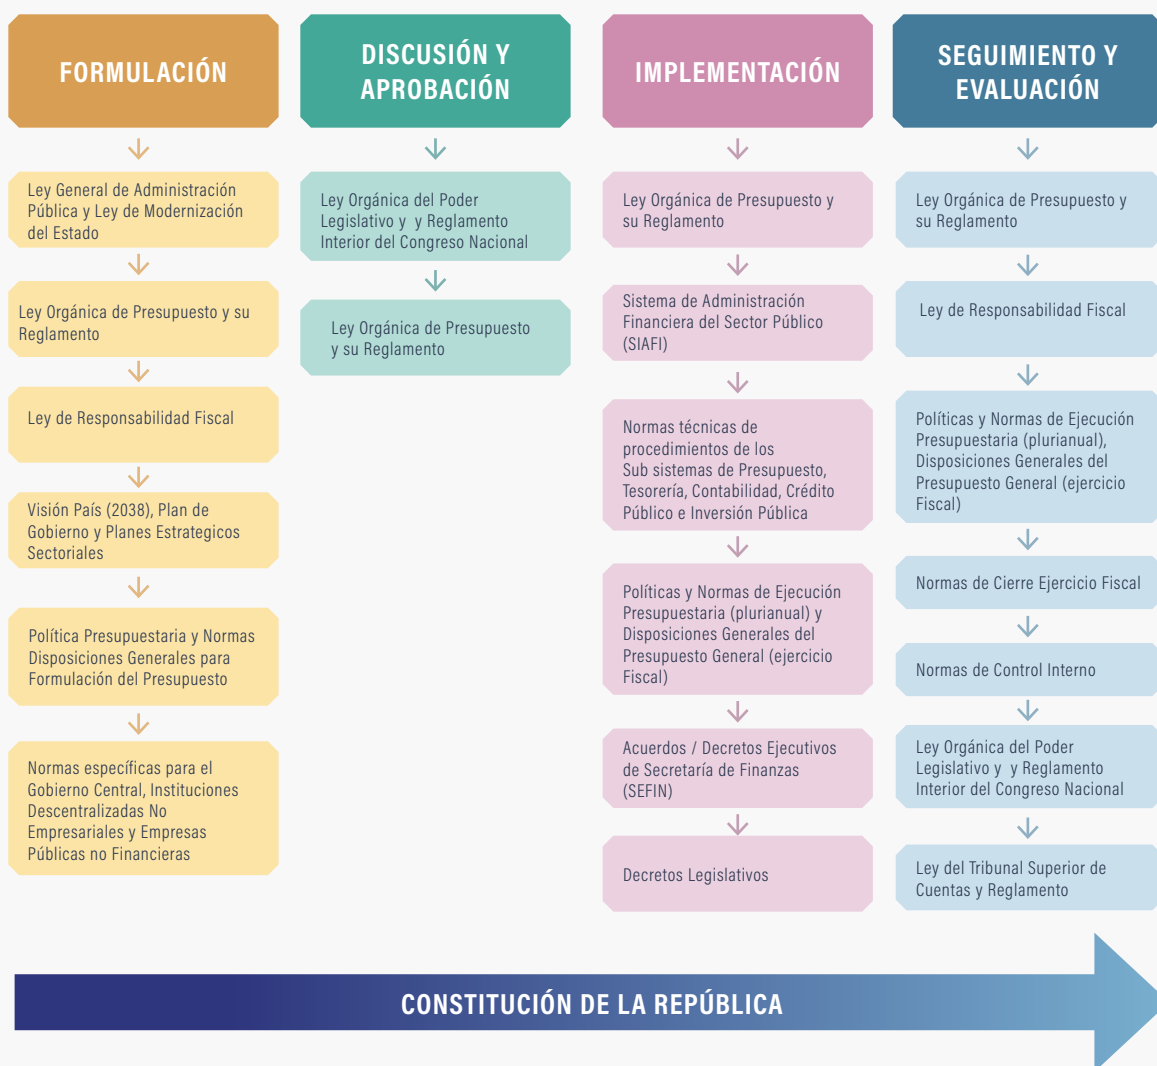 FORMULACIÓN
Ley General de Administración
Pública y Ley de Modernización
del Estado
Ley Orgánica de Presupuesto y su
Reglamento
Ley de Responsabilidad Fiscal
Visión País (2038), Plan de
Gobierno y Planes Estrategicos
Sectoriales
Política Presupuestaria y Normas
Disposiciones Generales para
Formulación del Presupuesto
Normas específicas para el
Gobierno Central, Instituciones
Descentralizadas No
Empresariales y Empresas
Públicas no Financieras
DISCUSIÓN Y
APROBACIÓN
Ley Orgánica del Poder
Legislativo y y Reglamento
Interior del Congreso Nacional
Ley Orgánica de Presupuesto
y su Reglamento
IMPLEMENTACIÓN
Ley Orgánica de Presupuesto y
su Reglamento
Sistema de Administración
Financiera del Sector Público
(SIAFI)
Normas técnicas de
procedimientos de los
Sub sistemas de Presupuesto,
Tesorería, Contabilidad, Crédito
Público e Inversión Pública
Políticas y Normas de Ejecución
Presupuestaria (plurianual) y
Disposiciones Generales del
Presupuesto General (ejercicio
Fiscal)
Acuerdos / Decretos Ejecutivos
de Secretaría de Finanzas
(SEFIN)
Decretos Legislativos
SEGUIMIENTO Y
EVALUACIÓN
Ley Orgánica de Presupuesto y
su Reglamento
Ley de Responsabilidad Fiscal
Políticas y Normas de Ejecución
Presupuestaria (plurianual),
Disposiciones Generales del
Presupuesto General (ejercicio
Fiscal)
Normas de Cierre Ejercicio Fiscal
Normas de Control Interno
Ley Orgánica del Poder
Legislativo y y Reglamento
Interior del Congreso Nacional
Ley del Tribunal Superior de
Cuentas y Reglamento
CONSTITUCIÓN DE LA REPÚBLICA